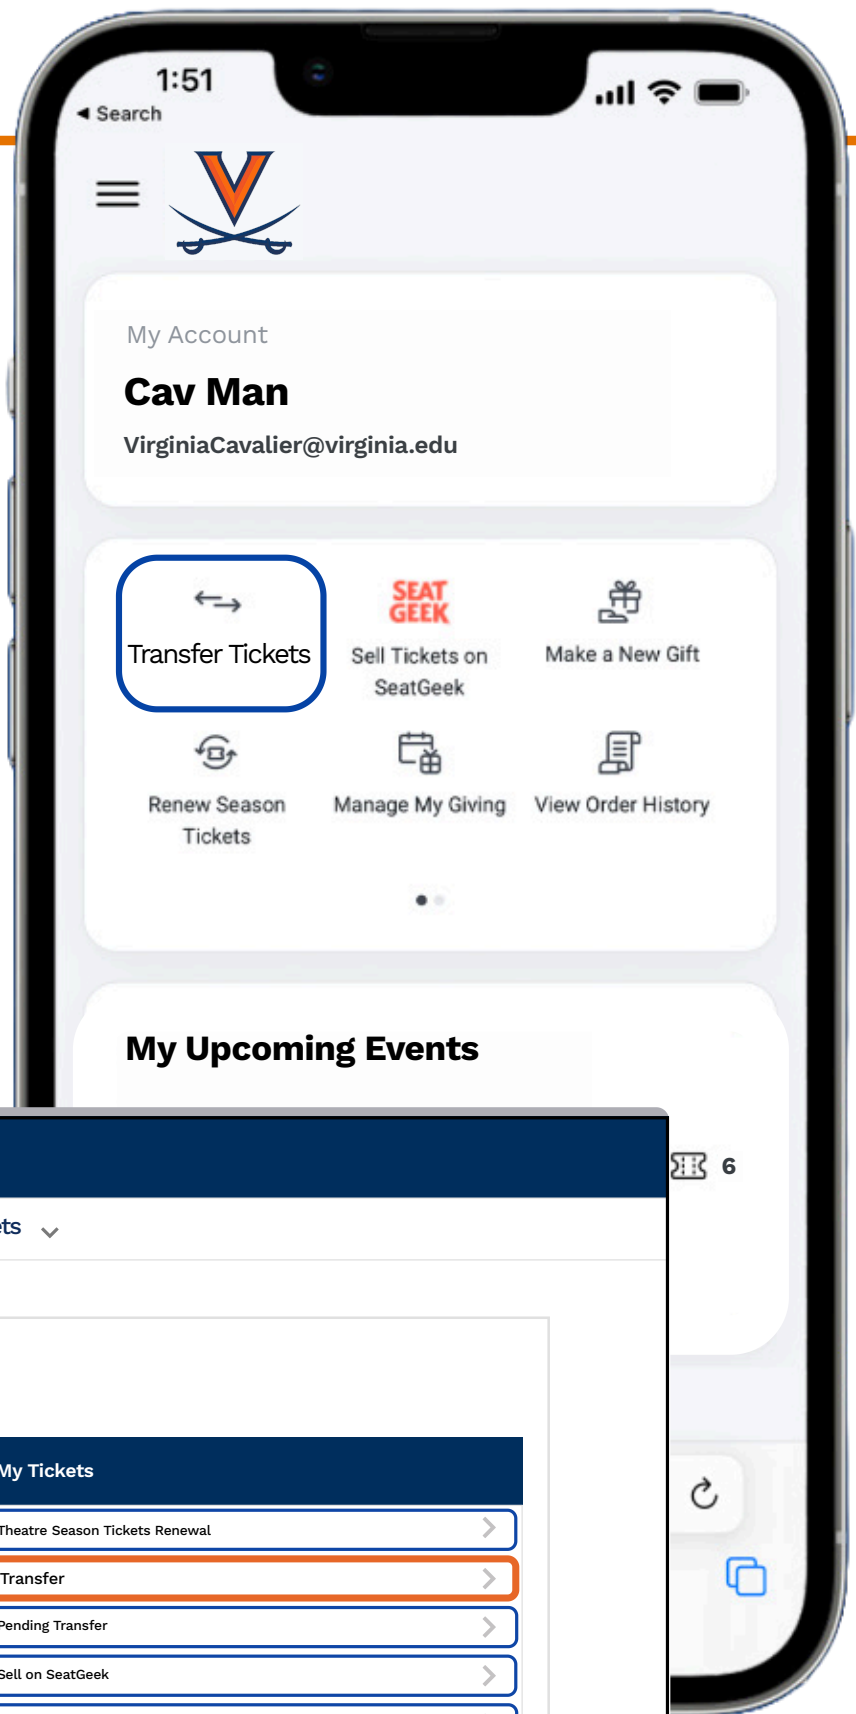 1:51
Search
My Account
Cav Man
VirginiaCavalier@virginia.edu
Transfer Tickets
SEAT
GEEK
Sell Tickets on
SeatGeek
Make a New Gift
Renew Season
Tickets
Manage My Giving
View Order History
My Upcoming Events
6
ets
My Tickets
Theatre Season Tickets Renewal
Transfer
Pending Transfer
Sell on SeatGeek